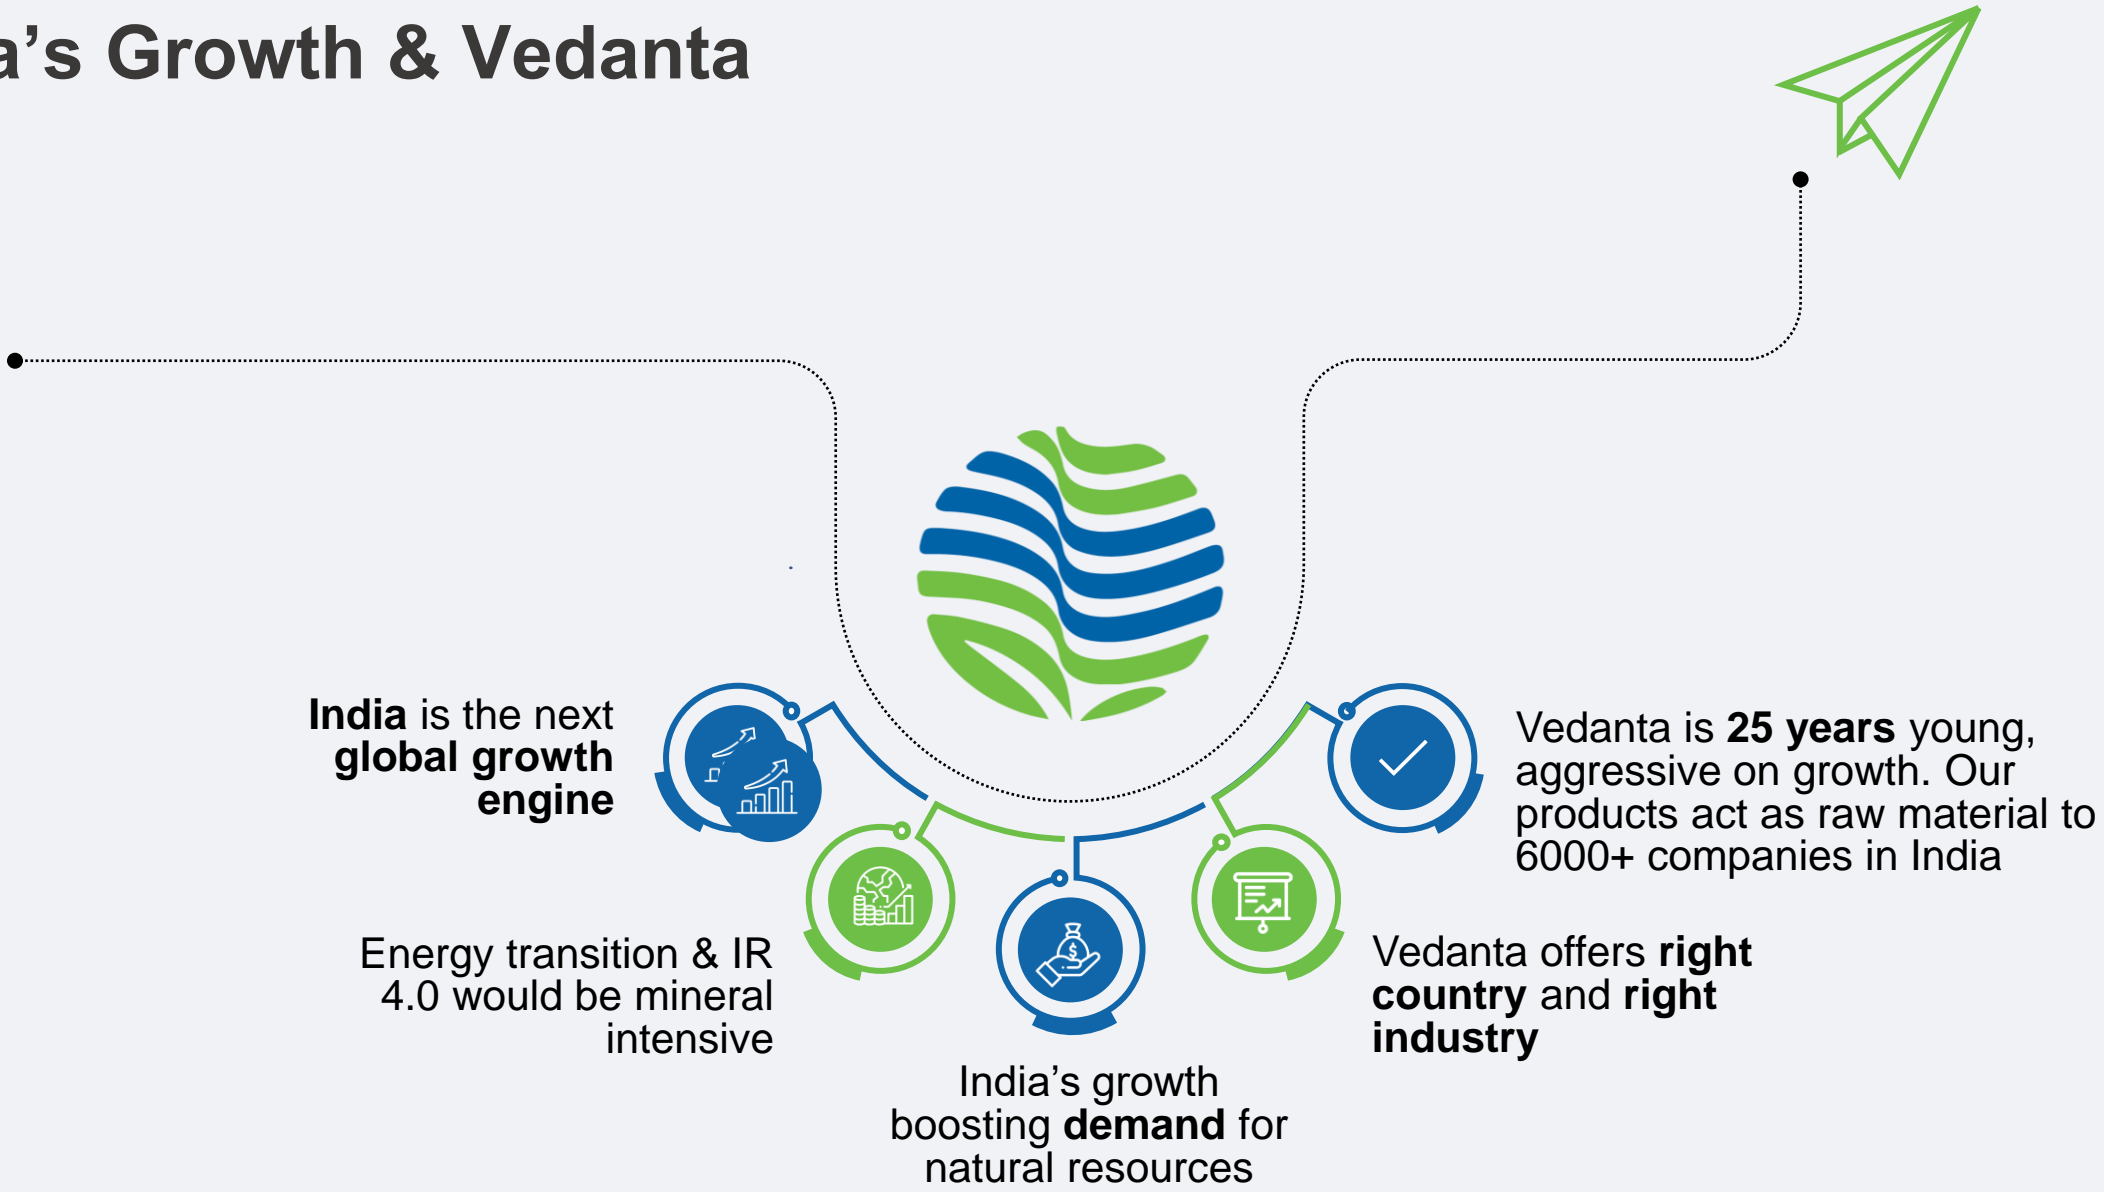 a’s Growth & Vedanta
India is the next
global growth
engine
Energy transition & IR
4.0 would be mineral
intensive
India’s growth
boosting demand for
natural resources
Vedanta offers right
country and right
industry
Vedanta is 25 years young,
aggressive on growth. Our
products act as raw material to
6000+ companies in India